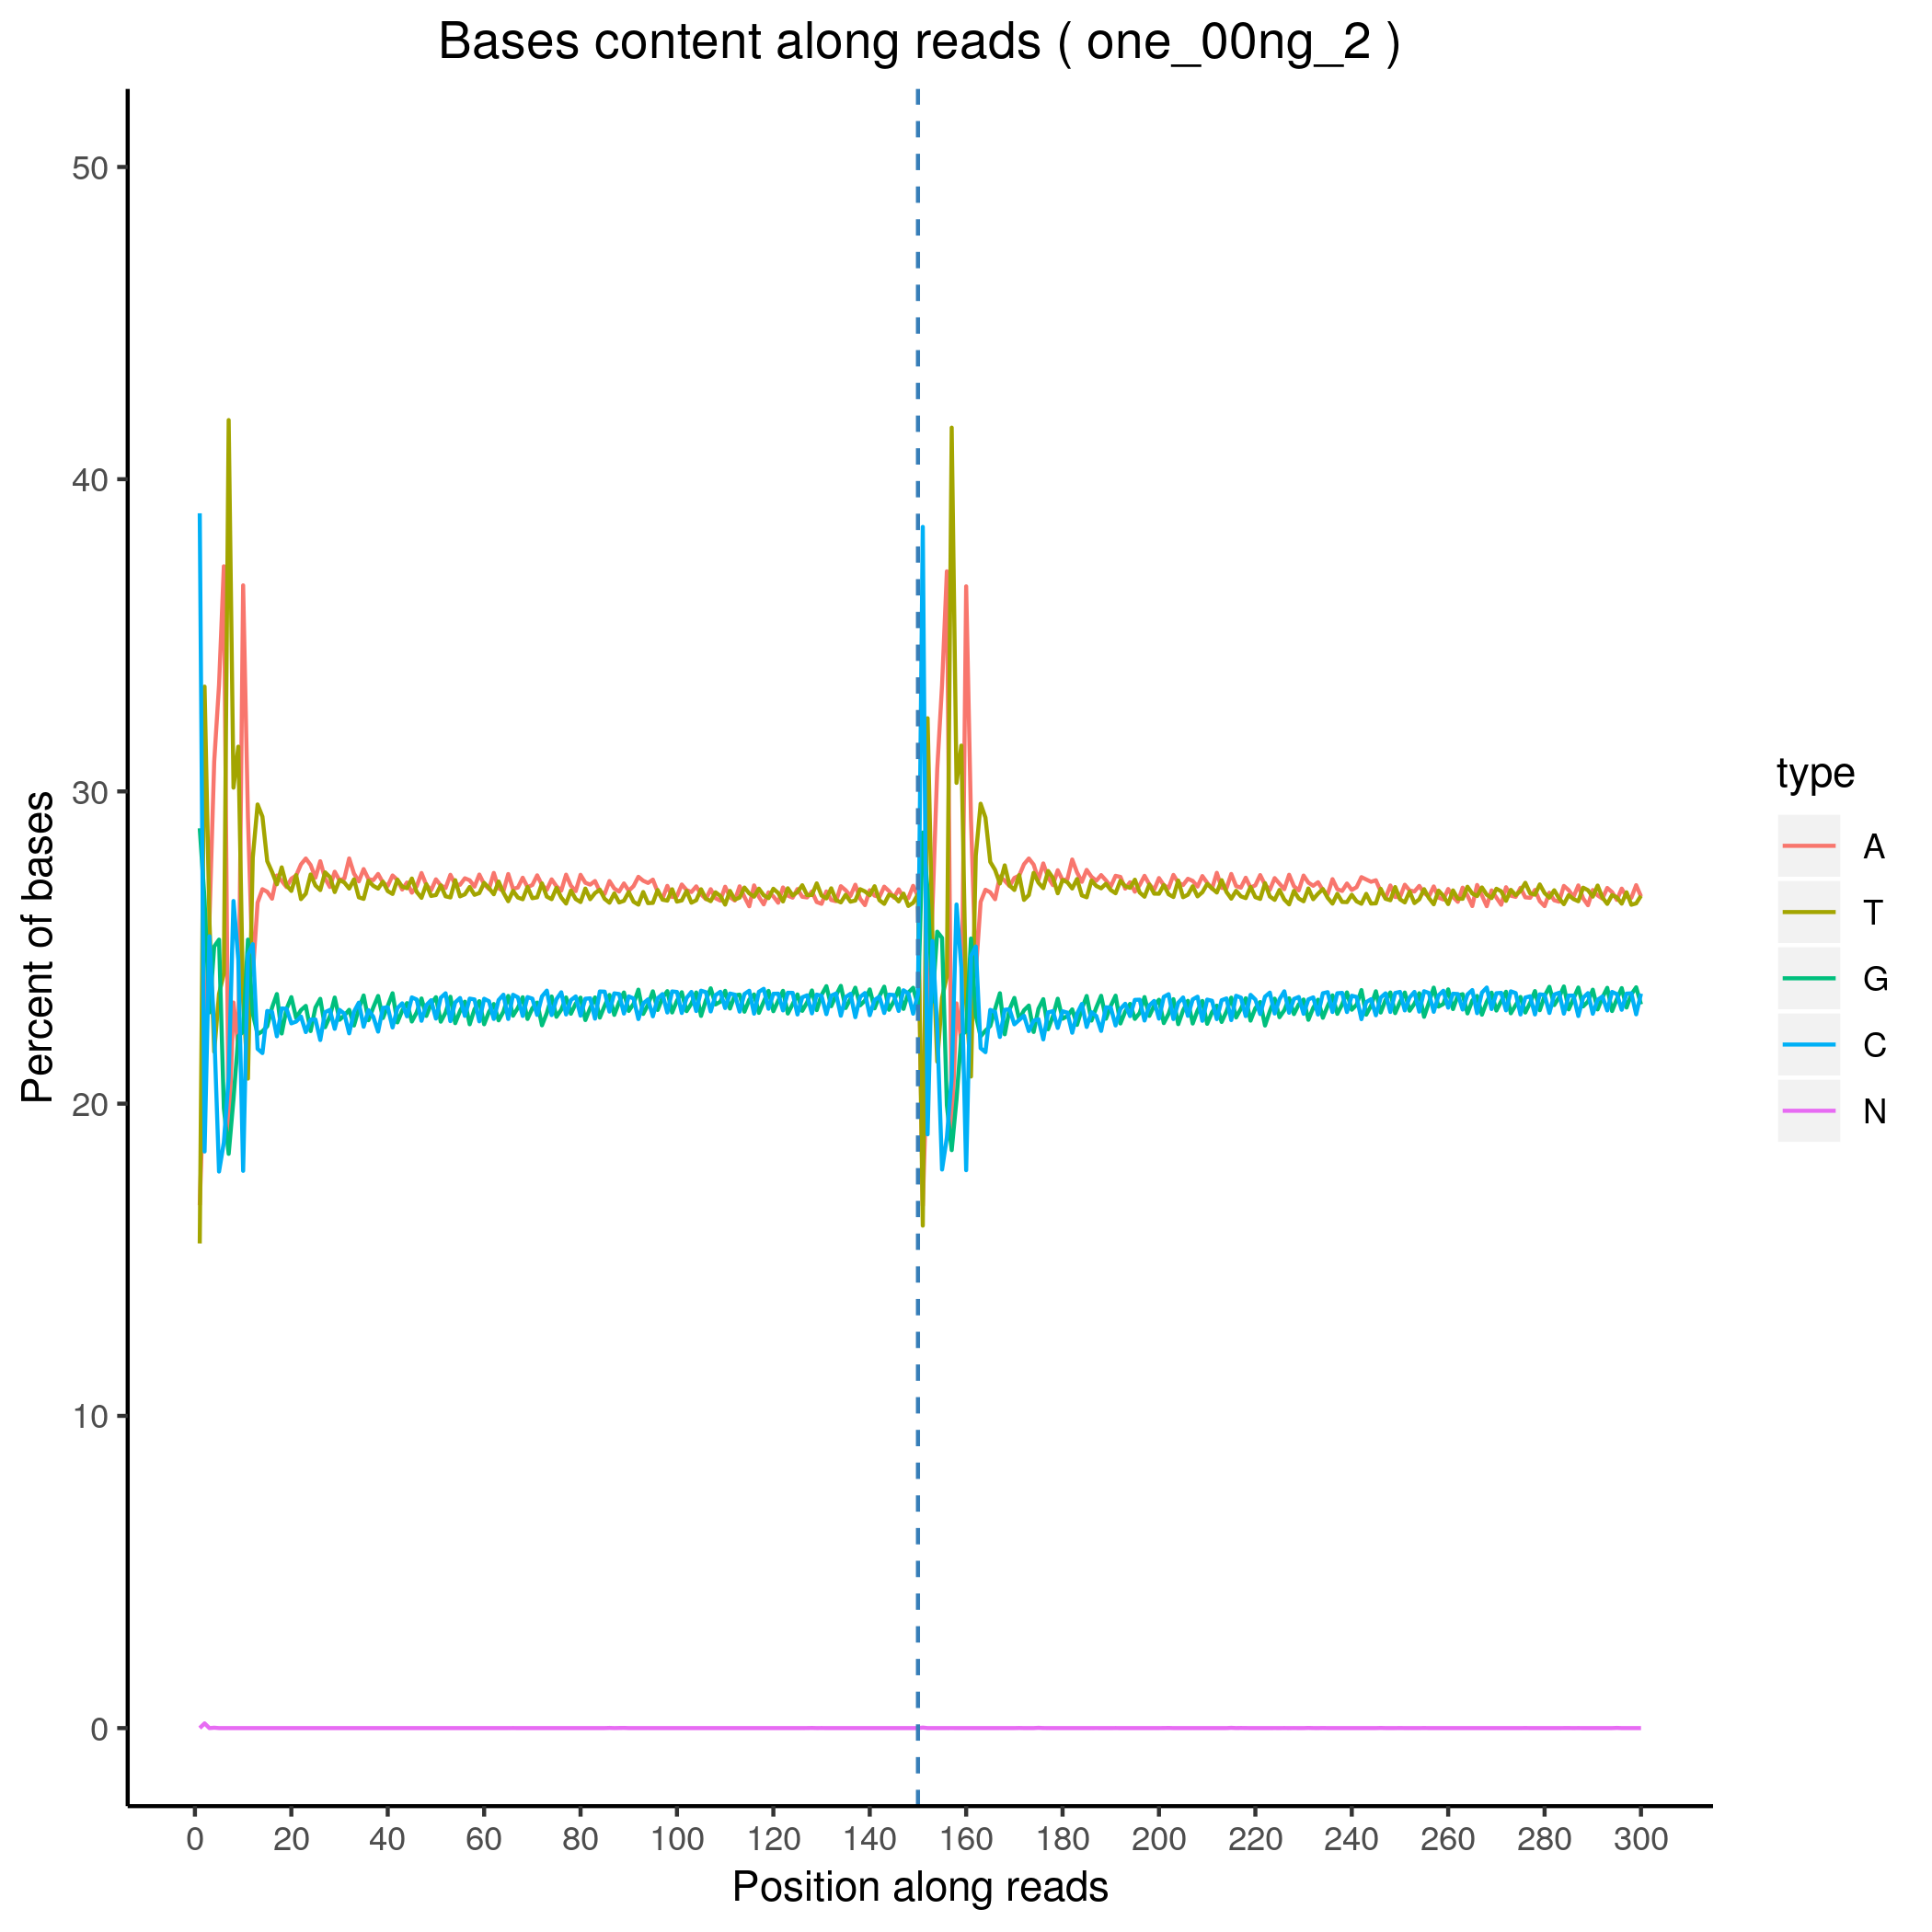 Bases content along reads ( one_00ng_2 )
Percent of bases
50
40
30
20
10
0
0 20 40 60 80 100 120 140 160 180 200 220 240 260 280 300
Position along reads
type
A
T
G
C
N